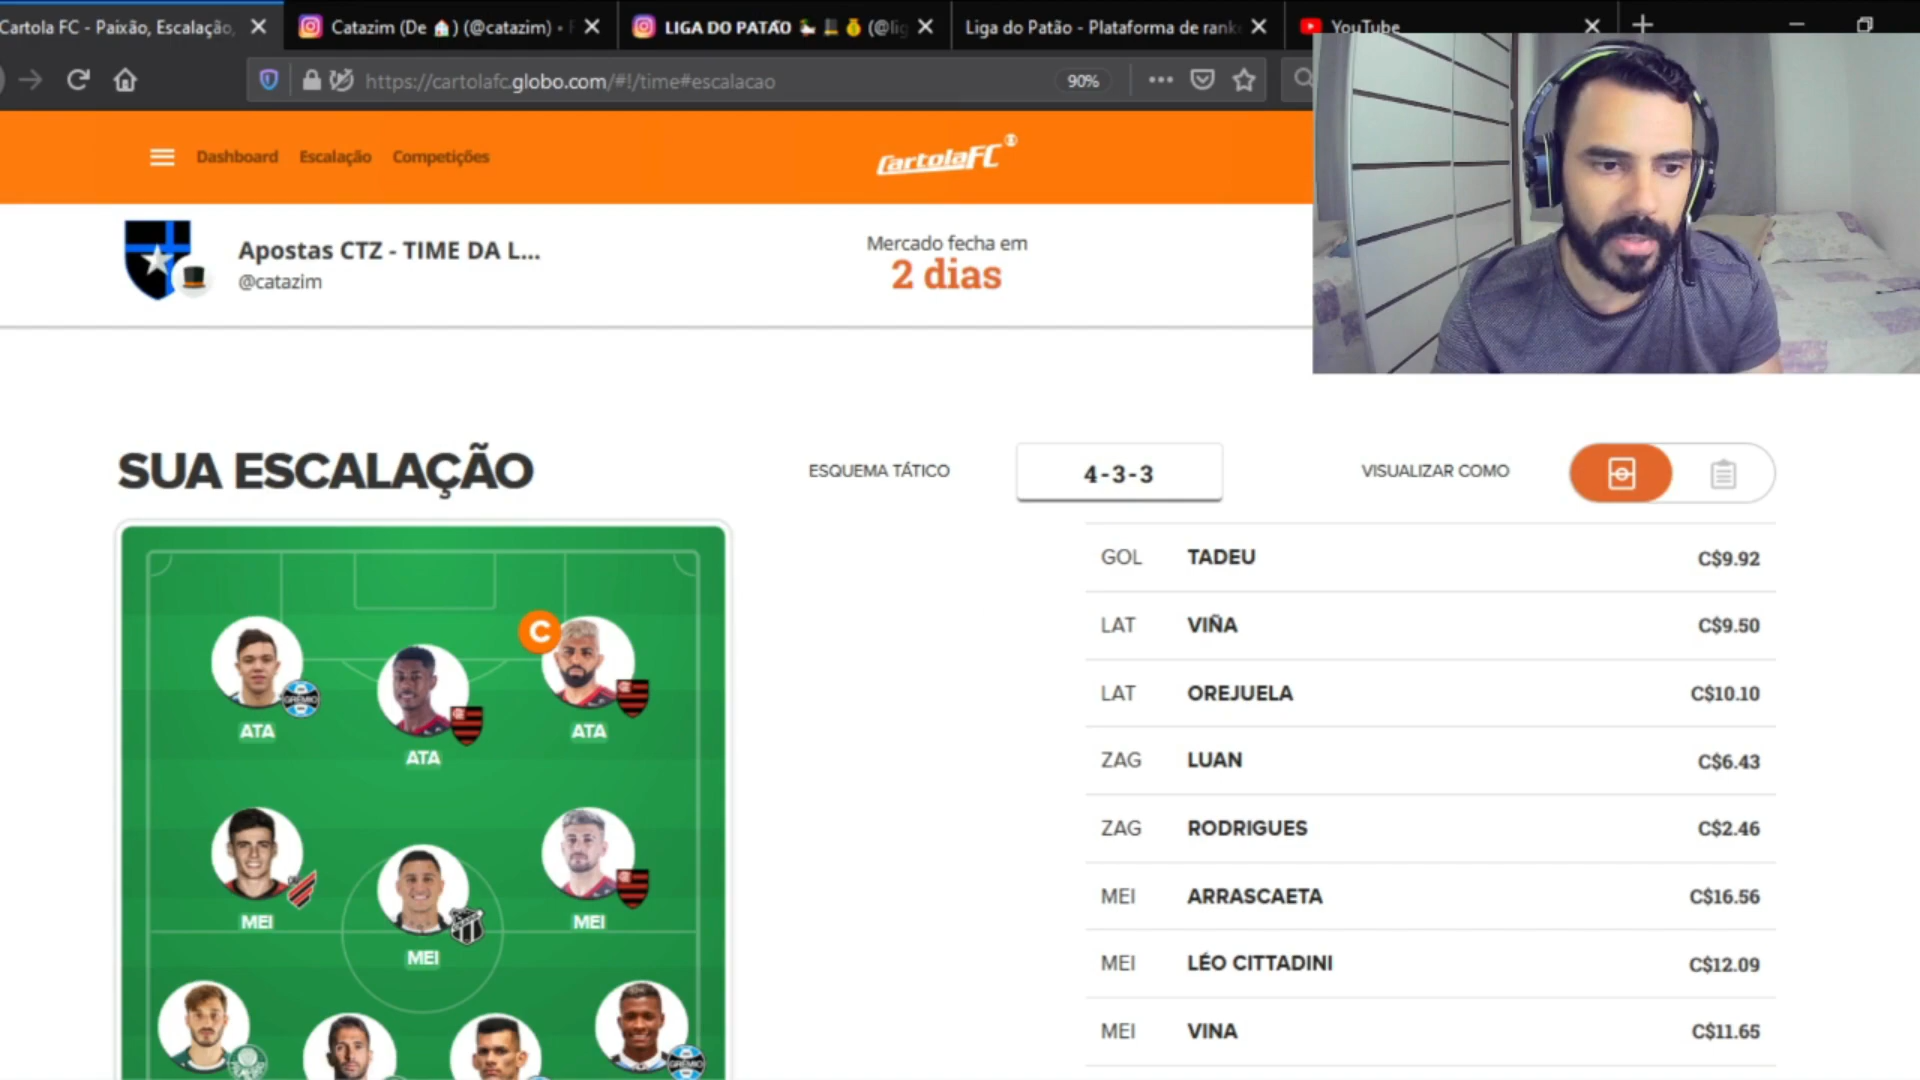 Cartola FC - Paixão, Escalação,
Catazim (De 🏠) (@catazim) •
LIGA DO PATÃO (@lig
Liga do Patão - Plataforma de ranke
YouTube
https://cartolafc.globo.com/#!/time#escalacao
90%
Dashboard
Escalação
Competições
CartolaFC
Apostas CTZ - TIME DA L...
@catazim
Mercado fecha em
2 dias
SUA ESCALAÇÃO
ESQUEMA TÁTICO
4-3-3
VISUALIZAR COMO
C
ATA
ATA
ATA
MEI
MEI
MEI
GOL TADEU C$9.92
LAT VIÑA C$9.50
LAT OREJUELA C$10.10
ZAG LUAN C$6.43
ZAG RODRIGUES C$2.46
MEI ARRASCAETA C$16.56
MEI LÉO CITTADINI C$12.09
MEI VINA C$11.65